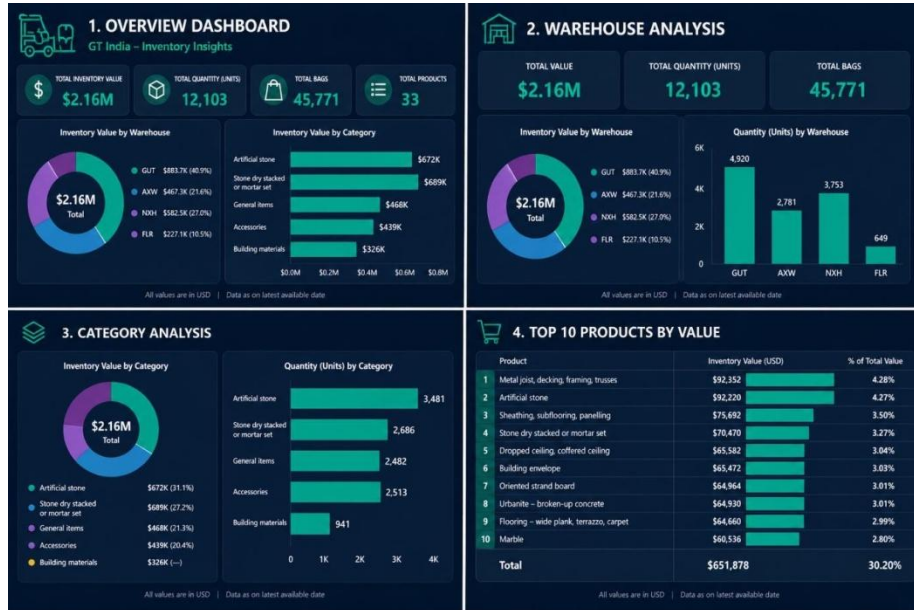 1. OVERVIEW DASHBOARD
GT India – Inventory Insights
TOTAL INVENTORY VALUE
$2.16M
TOTAL QUANTITY (UNITS)
12,103
TOTAL BAGS
45,771
TOTAL PRODUCTS
33
Inventory Value by Warehouse
$2.16M
Total
GUT $883.7K (40.9%)
AXW $467.3K (21.6%)
NXH $582.5K (27.0%)
FLR $227.1K (10.5%)
Inventory Value by Category
Artificial stone $672K
Stone dry stacked
or mortar set $689K
General items $468K
Accessories $439K
Building materials $326K
$0.0M $0.2M $0.4M $0.6M $0.8M
All values are in USD | Data as on latest available date
2. WAREHOUSE ANALYSIS
TOTAL VALUE
$2.16M
TOTAL QUANTITY (UNITS)
12,103
TOTAL BAGS
45,771
Inventory Value by Warehouse
$2.16M
Total
GUT $883.7K (40.9%)
AXW $467.3K (21.6%)
NXH $582.5K (27.0%)
FLR $227.1K (10.5%)
Quantity (Units) by Warehouse
6K
4K
2K
0
4,920
2,781
3,753
649
GUT AXW NXH FLR
All values are in USD | Data as on latest available date
3. CATEGORY ANALYSIS
Inventory Value by Category
$2.16M
Total
Artificial stone $672K (31.1%)
Stone dry stacked
or mortar set $689K (27.2%)
General items $468K (21.3%)
Accessories $439K (20.4%)
Building materials $326K (—)
Quantity (Units) by Category
Artificial stone 3,481
Stone dry stacked
or mortar set 2,686
General items 2,482
Accessories 2,513
Building materials 941
0 1K 2K 3K 4K
All values are in USD | Data as on latest available date
4. TOP 10 PRODUCTS BY VALUE
Product Inventory Value (USD) % of Total Value
1 Metal joist, decking, framing, trusses $92,352 4.28%
2 Artificial stone $92,220 4.27%
3 Sheathing, subflooring, panelling $75,692 3.50%
4 Stone dry stacked or mortar set $70,470 3.27%
5 Dropped ceiling, coffered ceiling $65,582 3.04%
6 Building envelope $65,472 3.03%
7 Oriented strand board $64,964 3.01%
8 Urbanite – broken-up concrete $64,930 3.01%
9 Flooring – wide plank, terrazzo, carpet $64,660 2.99%
10 Marble $60,536 2.80%
Total $651,878 30.20%
All values are in USD | Data as on latest available date